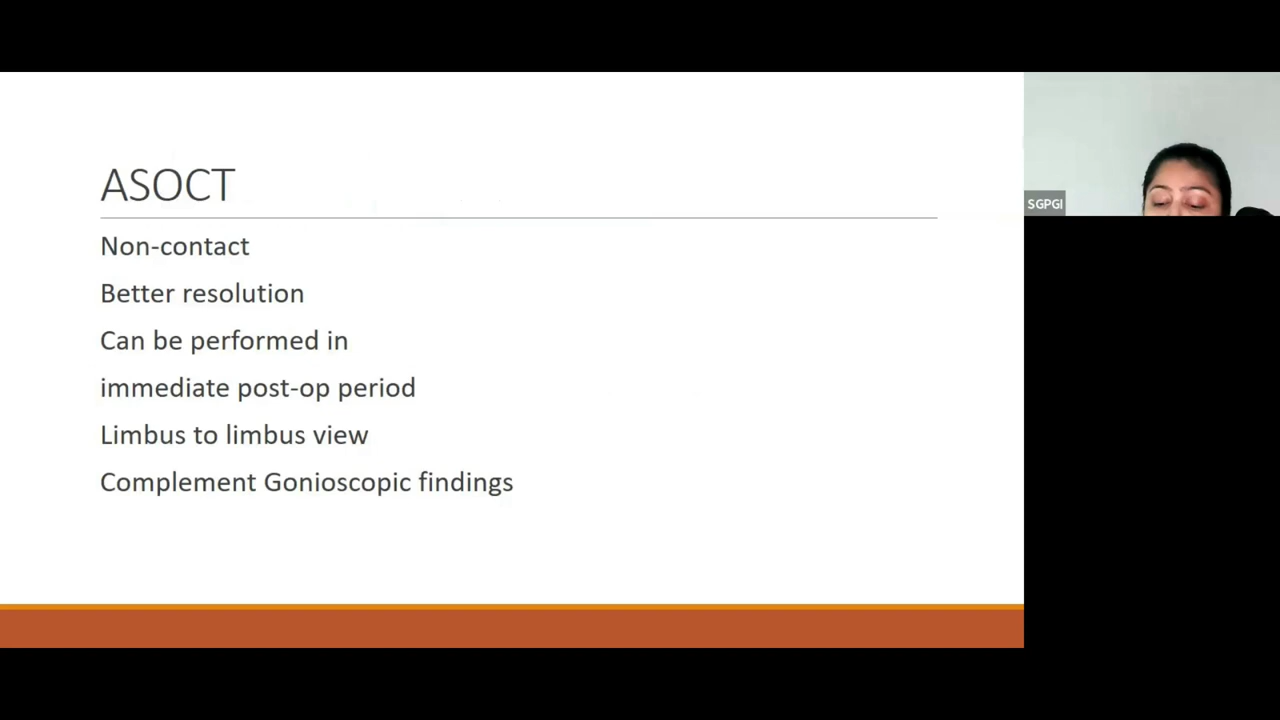 ASOCT
Non-contact
Better resolution
Can be performed in
immediate post-op period
Limbus to limbus view
Complement Gonioscopic findings
SGPGI